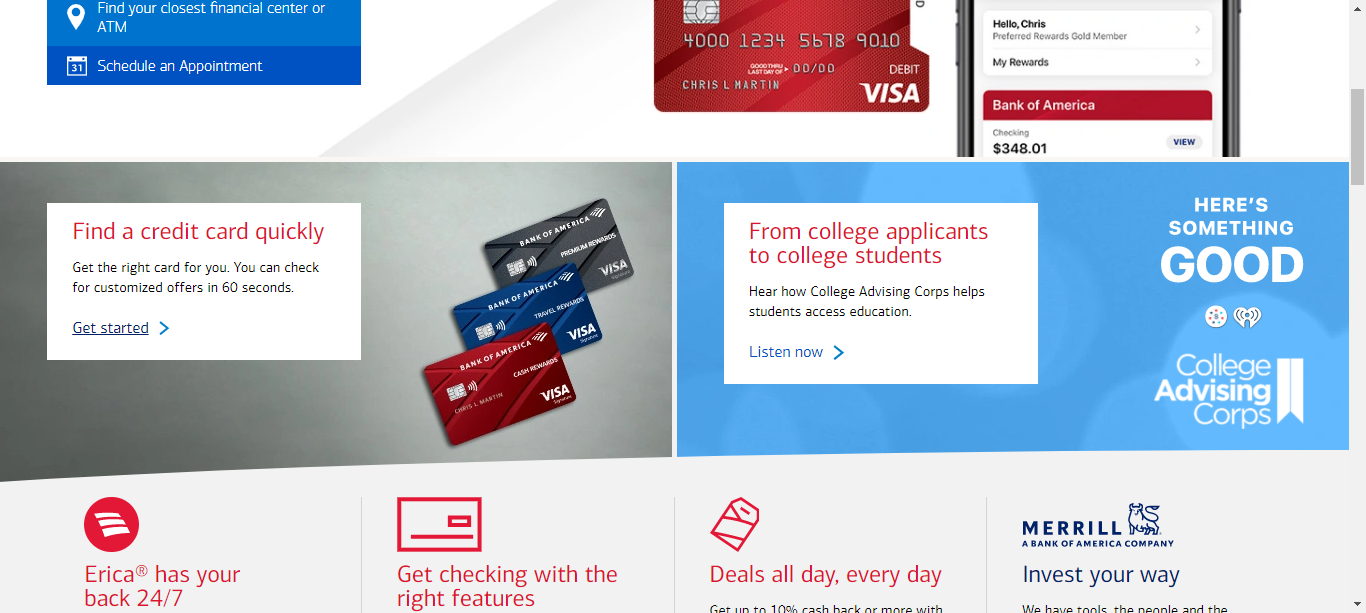 Find your closest financial center or
ATM
31
Schedule an Appointment
4000 1234 5678 9010
GOOD THRU
LAST DAY OF
00/00
DEBIT
CHRIS L MARTIN
VISA
Hello, Chris
Preferred Rewards Gold Member
My Rewards
Bank of America
Checking
$348.01
VIEW
Find a credit card quickly
Get the right card for you. You can check
for customized offers in 60 seconds.
Get started
BANK OF AMERICA
PREMIUM REWARDS
VISA
Signature
BANK OF AMERICA
TRAVEL REWARDS
VISA
Signature
BANK OF AMERICA
CASH REWARDS
CHRIS L MARTIN
VISA
Signature
From college applicants
to college students
Hear how College Advising Corps helps
students access education.
Listen now
HERE'S
SOMETHING
GOOD
College
Advising
Corps
Erica® has your
back 24/7
Get checking with the
right features
Deals all day, every day
Get up to 10% cash back or more with
MERRILL
A BANK OF AMERICA COMPANY
Invest your way
We have tools, the people and the